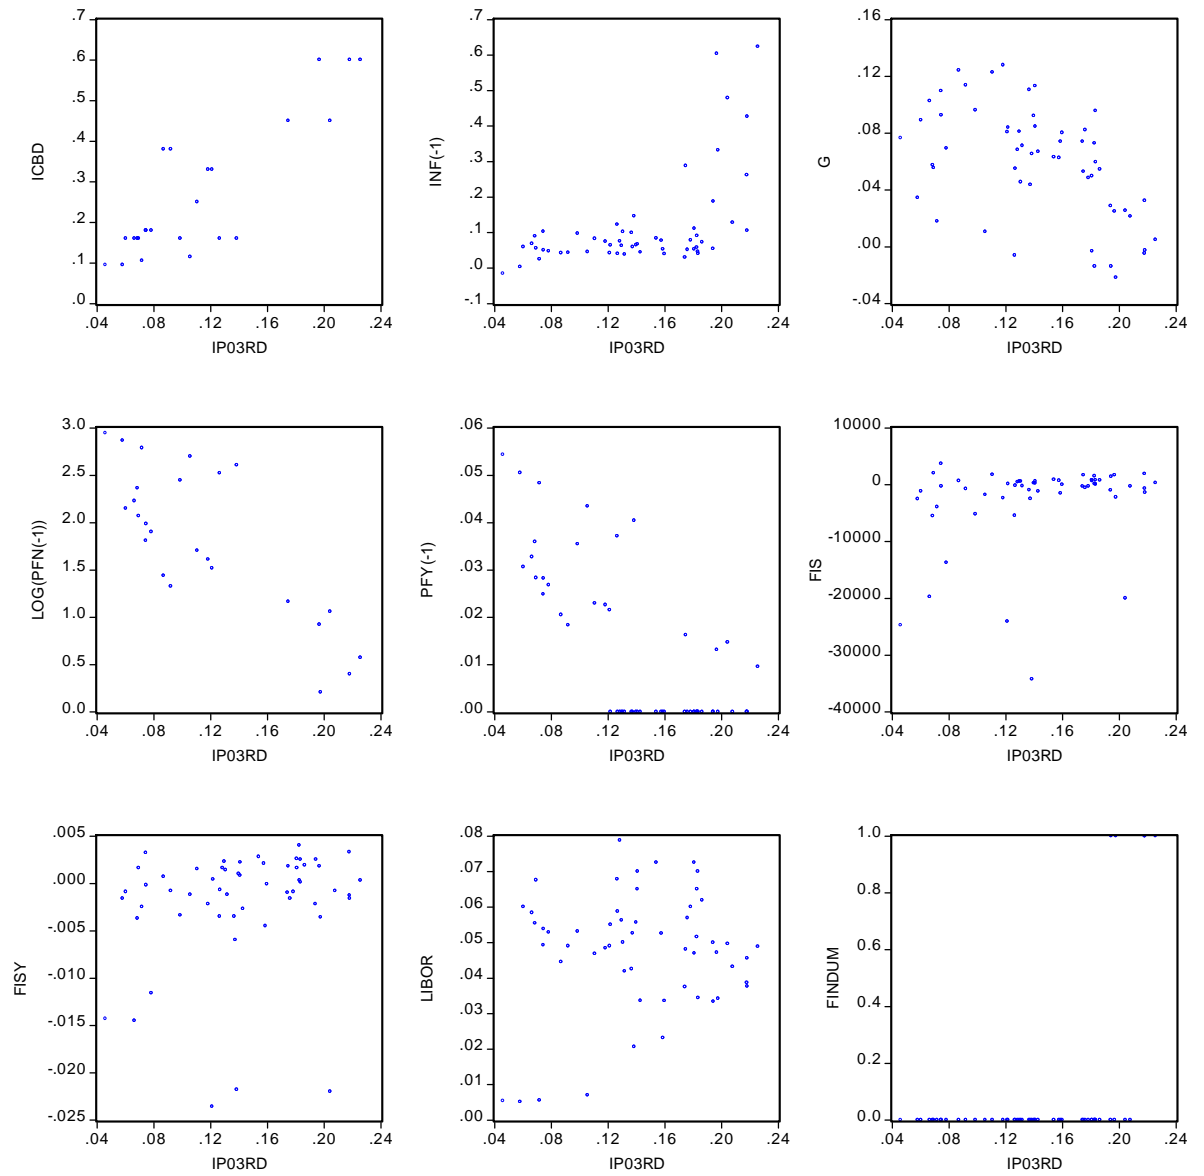 .7
.6
.5
.4
.3
.2
.1
.0
ICBD
.04 .08 .12 .16 .20 .24
IP03RD
.7
.6
.5
.4
.3
.2
.1
.0
-.1
INF(-1)
.04 .08 .12 .16 .20 .24
IP03RD
.16
.12
.08
.04
.00
-.04
G
.04 .08 .12 .16 .20 .24
IP03RD
3.0
2.5
2.0
1.5
1.0
0.5
0.0
LOG(PFN(-1))
.04 .08 .12 .16 .20 .24
IP03RD
.06
.05
.04
.03
.02
.01
.00
PFY(-1)
.04 .08 .12 .16 .20 .24
IP03RD
10000
0
-10000
-20000
-30000
-40000
FIS
.04 .08 .12 .16 .20 .24
IP03RD
.005
.000
-.005
-.010
-.015
-.020
-.025
FISY
.04 .08 .12 .16 .20 .24
IP03RD
.08
.07
.06
.05
.04
.03
.02
.01
.00
LIBOR
.04 .08 .12 .16 .20 .24
IP03RD
1.0
0.8
0.6
0.4
0.2
0.0
FINDUM
.04 .08 .12 .16 .20 .24
IP03RD